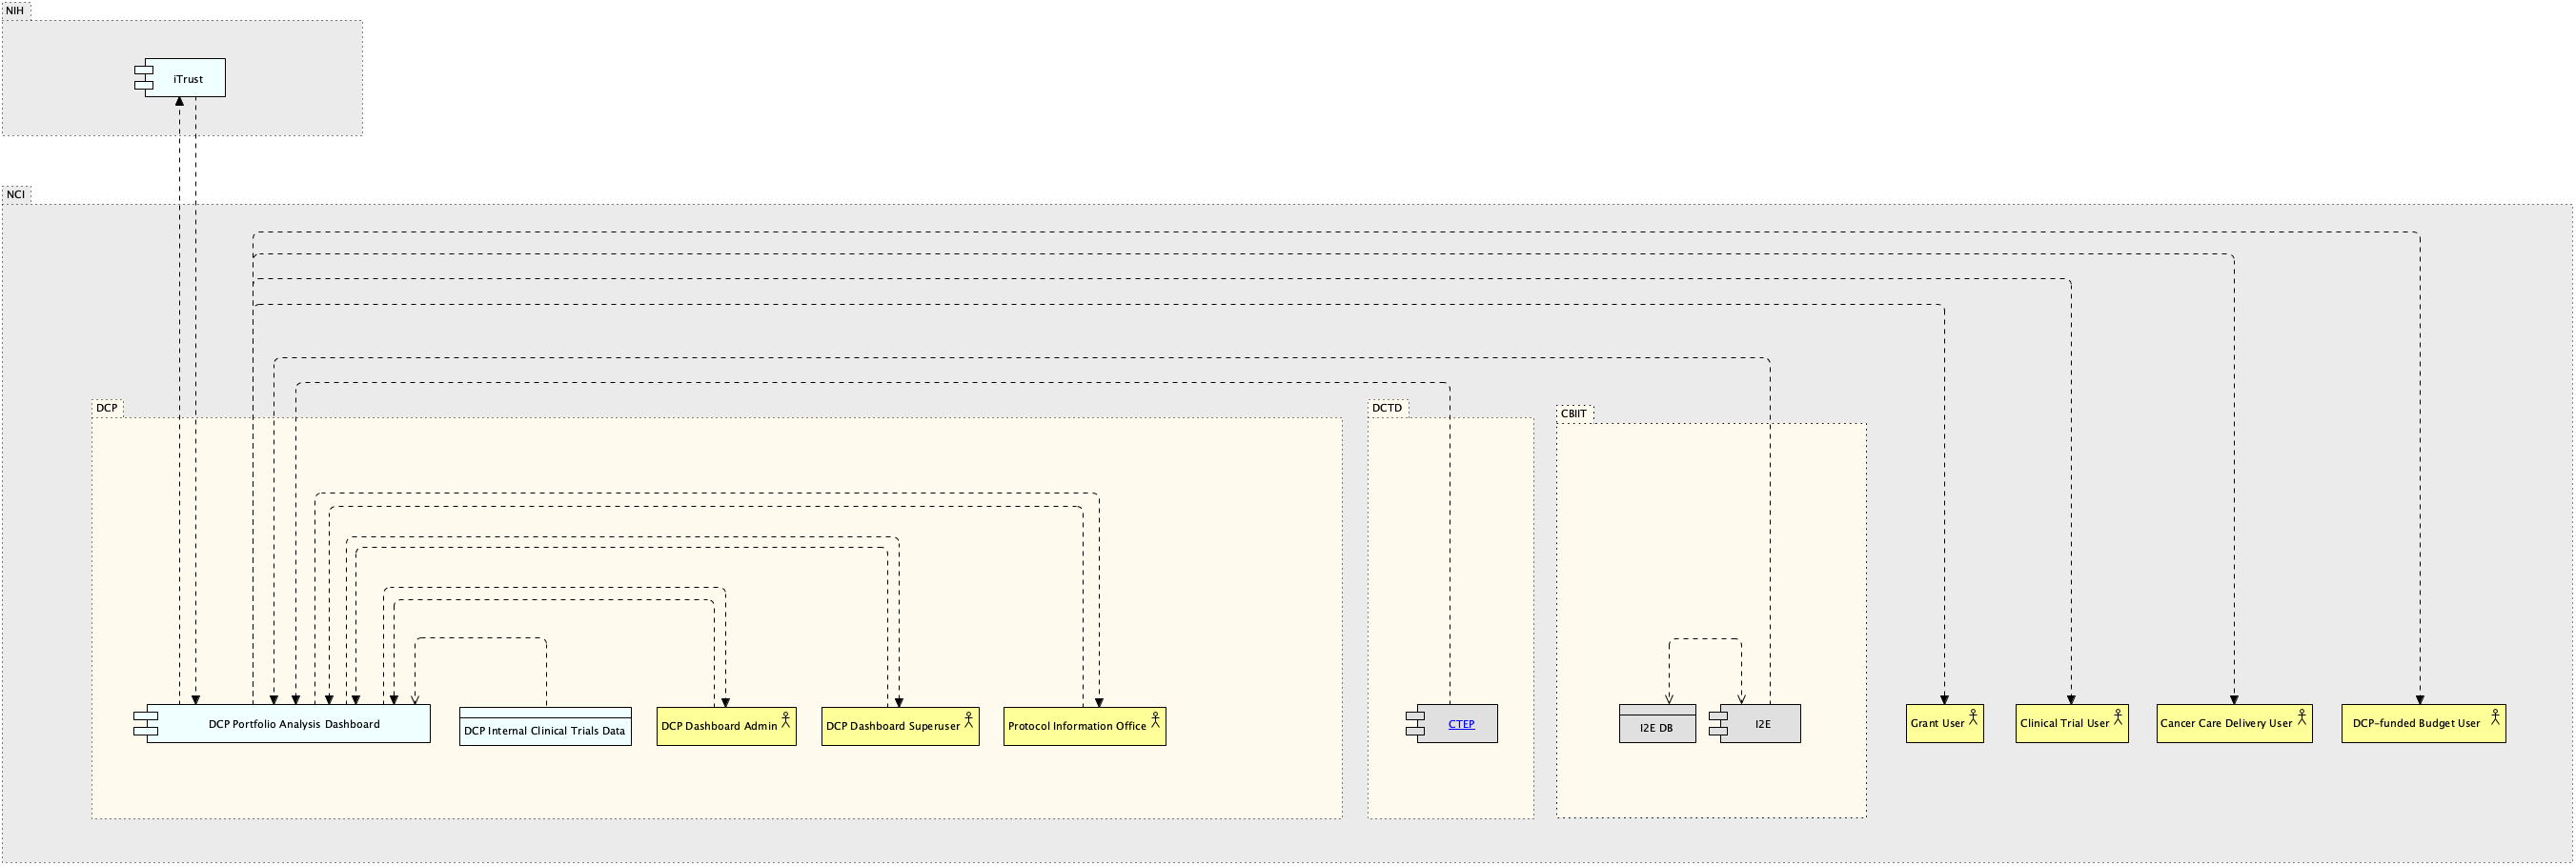 NIH
iTrust
NCI
DCP
DCTD
CBIIT
DCP Portfolio Analysis Dashboard
DCP Internal Clinical Trials Data
DCP Dashboard Admin
DCP Dashboard Superuser
Protocol Information Office
CTEP
I2E DB
I2E
Grant User
Clinical Trial User
Cancer Care Delivery User
DCP-funded Budget User